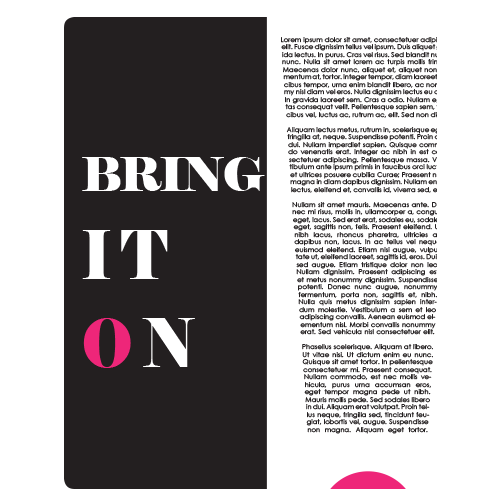 BRING
IT
ON
Lorem ipsum dolor sit amet, consectetuer adipi
elit. Fusce dignissim tellus vel ipsum. Duis aliquet
ida lectus. In purus. Cras vel risus. Sed blandit nu
nunc. Nulla sit amet lorem ac turpis mollis frin
Maecenas dolor nunc, aliquet et, aliquet non
mentum at, tortor. Integer tempor, diam laoreet
cibus tempor, urna enim blandit libero, ac nor
my nisl diam vel eros. Nulla dignissim lectus eu o
In gravida laoreet sem. Cras a odio. Nullam e
tas consequat velit. Pellentesque sapien sem,
cibus vel, luctus ac, rutrum ac, elit. Sed non di
Aliquam lectus metus, rutrum in, scelerisque eg
fringilla at, neque. Suspendisse potenti. Proin o
dui. Nullam imperdiet sapien. Quisque comm
do venenatis erat. Integer ac nibh in est o
sectetuer adipiscing. Pellentesque massa. V
tibulum ante ipsum primis in faucibus orci luc
et ultrices posuere cubilia Curae; Praesent n
magna in diam dapibus dignissim. Nullam en
lectus, eleifend et, convallis id, viverra sed, e
Nullam sit amet mauris. Maecenas ante. D
nec mi risus, mollis in, ullamcorper a, congu
eget, lacus. Sed erat erat, sodales eu, sodale
eget, sagittis non, felis. Praesent eleifend. U
nibh lacus, rhoncus pharetra, ultricies a
dapibus non, lacus. In ac tellus vel nequ
euismod eleifend. Etiam nisl augue, vulpu
tate ut, eleifend laoreet, sagittis id, eros. Dui
sed augue. Etiam tristique dolor non leo
Nullam dignissim. Praesent adipiscing es
et metus nonummy dignissim. Suspendisse
potenti. Donec nunc augue, nonummy
fermentum, porta non, sagittis et, nibh.
Nulla quis metus dignissim sapien inter-
dum molestie. Vestibulum a sem et leo
adipiscing convallis. Aenean euismod el-
ementum nisl. Morbi convallis nonummy
erat. Sed vehicula nibh consectetuer elit.
Phasellus scelerisque. Aliquam at libero.
Ut vitae nisl. Ut dictum enim eu nunc.
Quisque sit amet tortor. In pellentesque
consectetuer mi. Praesent consequat.
Nullam commodo, est nec mollis ve-
hicula, purus urna accumsan eros,
eget tempor magna pede ut nibh.
Mauris mollis pede. Sed sodales libero
in dui. Aliquam erat volutpat. Proin tel-
lus neque, fringilla sed, tincidunt feu-
giat, lobortis vel, augue. Suspendisse
non magna. Aliquam eget tortor.